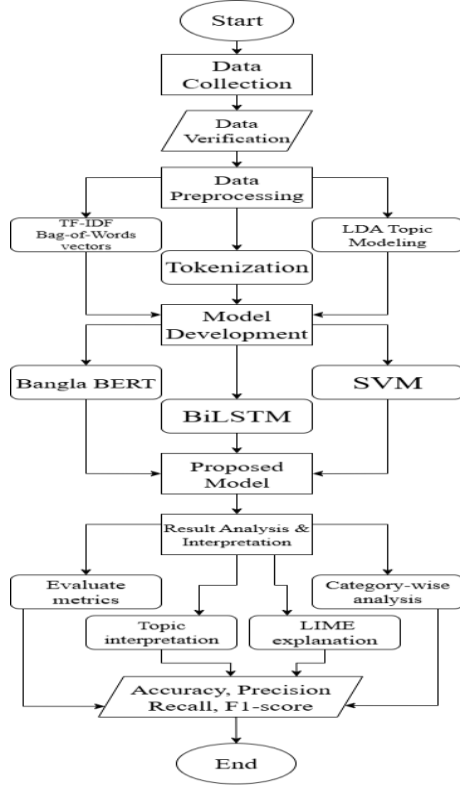 Start
Data
Collection
Data
Verification
Data
Preprocessing
TF-IDF
Bag-of-Words
vectors
Tokenization
LDA Topic
Modeling
Model
Development
Bangla BERT
BiLSTM
SVM
Proposed
Model
Result Analysis &
Interpretation
Evaluate
metrics
Topic
interpretation
LIME
explanation
Category-wise
analysis
Accuracy, Precision
Recall, F1-score
End